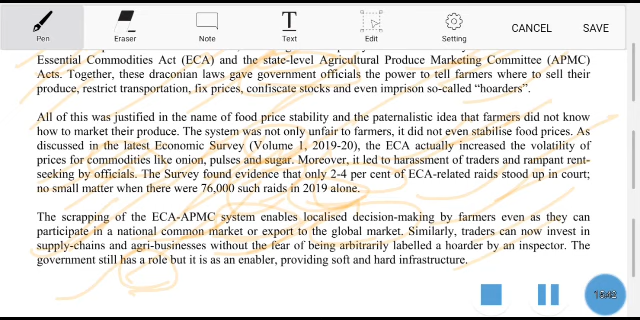 Pen
Eraser
Note
Text
Edit
Setting
CANCEL
SAVE
Essential Commodities Act (ECA) and the state-level Agricultural Produce Marketing Committee (APMC)
Acts. Together, these draconian laws gave government officials the power to tell farmers where to sell their
produce, restrict transportation, fix prices, confiscate stocks and even imprison so-called “hoarders”.
All of this was justified in the name of food price stability and the paternalistic idea that farmers did not know
how to market their produce. The system was not only unfair to farmers, it did not even stabilise food prices. As
discussed in the latest Economic Survey (Volume 1, 2019-20), the ECA actually increased the volatility of
prices for commodities like onion, pulses and sugar. Moreover, it led to harassment of traders and rampant rent-
seeking by officials. The Survey found evidence that only 2-4 per cent of ECA-related raids stood up in court;
no small matter when there were 76,000 such raids in 2019 alone.
The scrapping of the ECA-APMC system enables localised decision-making by farmers even as they can
participate in a national common market or export to the global market. Similarly, traders can now invest in
supply-chains and agri-businesses without the fear of being arbitrarily labelled a hoarder by an inspector. The
government still has a role but it is as an enabler, providing soft and hard infrastructure.